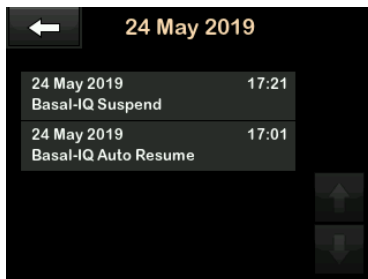 24 May 2019
24 May 2019 17:21
Basal-IQ Suspend
24 May 2019 17:01
Basal-IQ Auto Resume